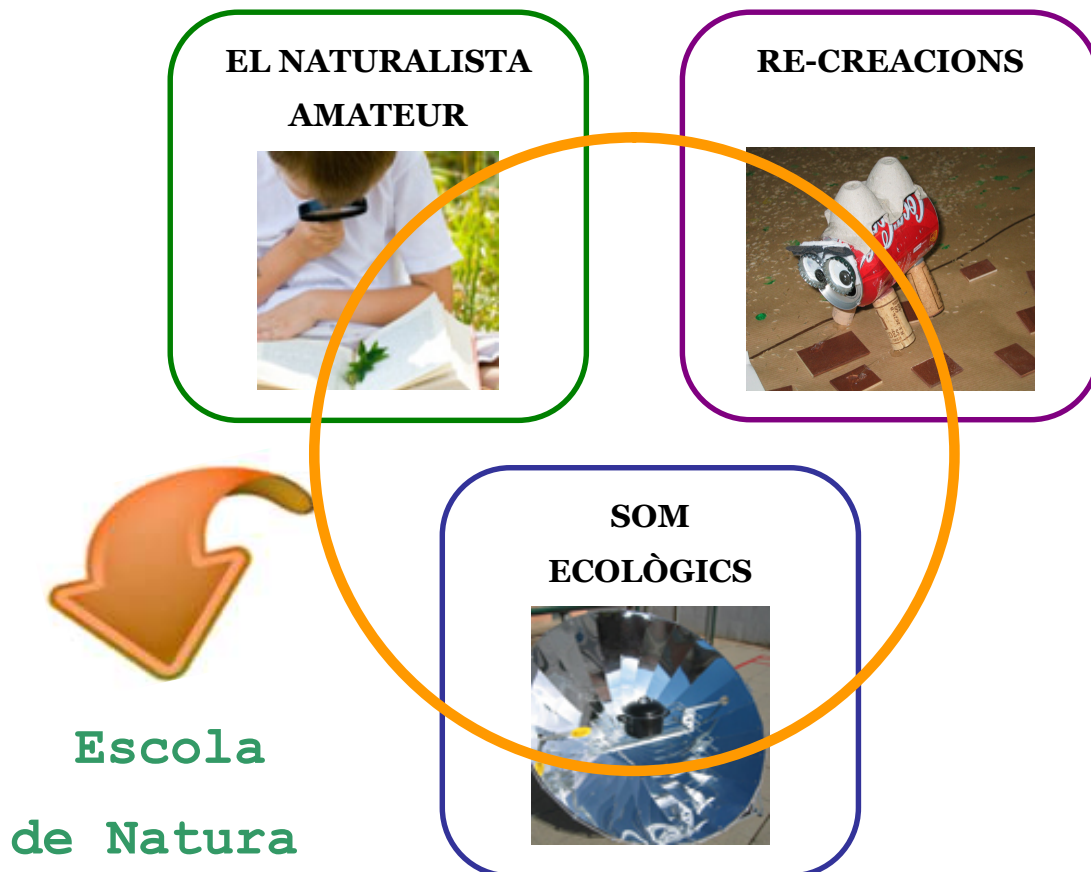 EL NATURALISTA
AMATEUR
RE-CREACIONS
SOM
ECOLÒGICS
Escola
de Natura